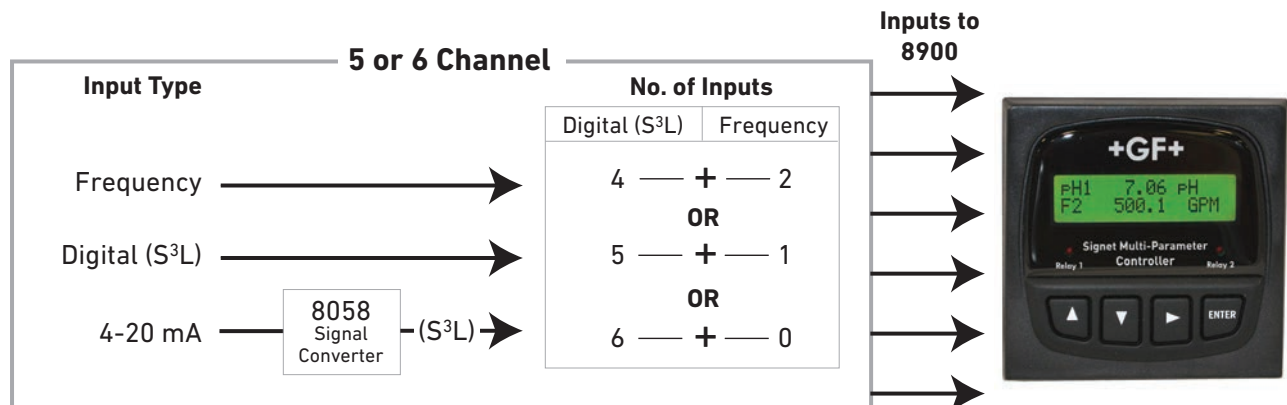 Inputs to
8900
5 or 6 Channel
Input Type
No. of Inputs
Digital (S³L) Frequency
Frequency
4 — + — 2
OR
Digital (S³L)
5 — + — 1
OR
4-20 mA
8058
Signal
Converter
(S³L)
6 — + — 0
+GF+
pH1 7.06 pH
F2 500.1 GPM
Signet Multi-Parameter
Controller
Relay 1
Relay 2
ENTER